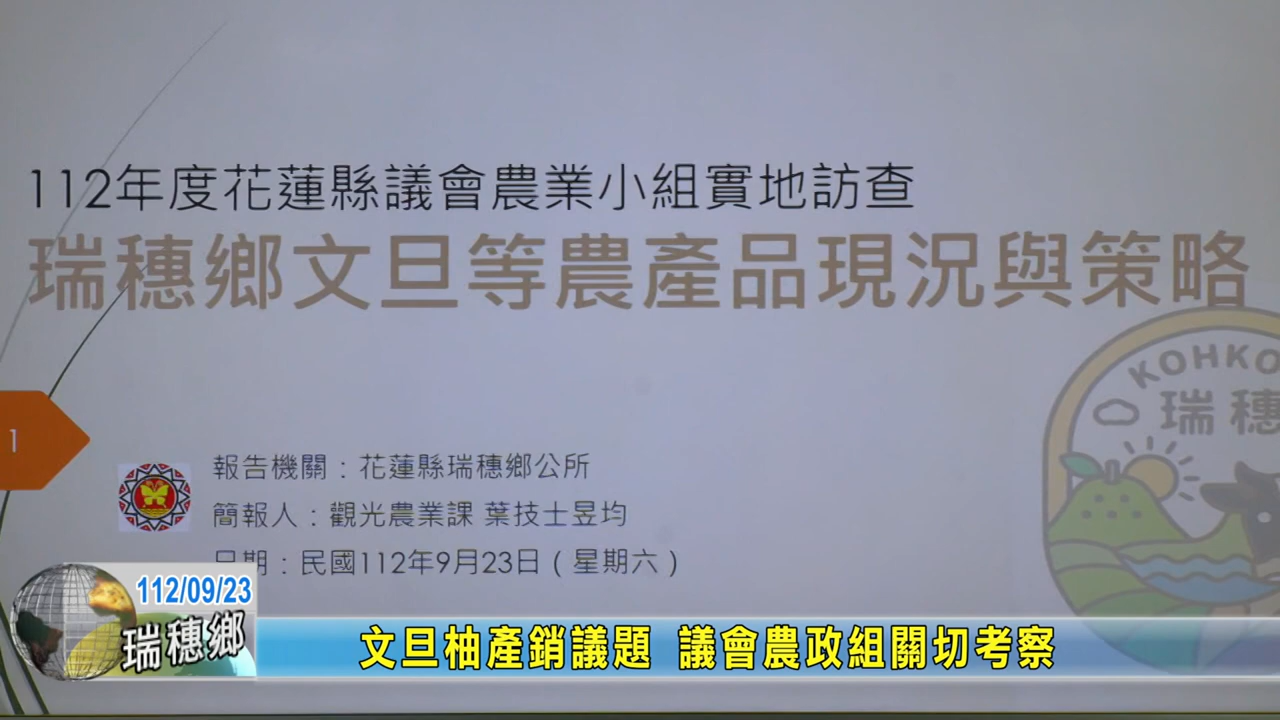 112年度花蓮縣議會農業小組實地訪查
瑞穗鄉文旦等農產品現況與策略
KOHKO
瑞穗
1
報告機關：花蓮縣瑞穗鄉公所
簡報人：觀光農業課 葉技士昱均
日期：民國112年9月23日（星期六）
112/09/23
瑞穗鄉
文旦柚產銷議題 議會農政組關切考察